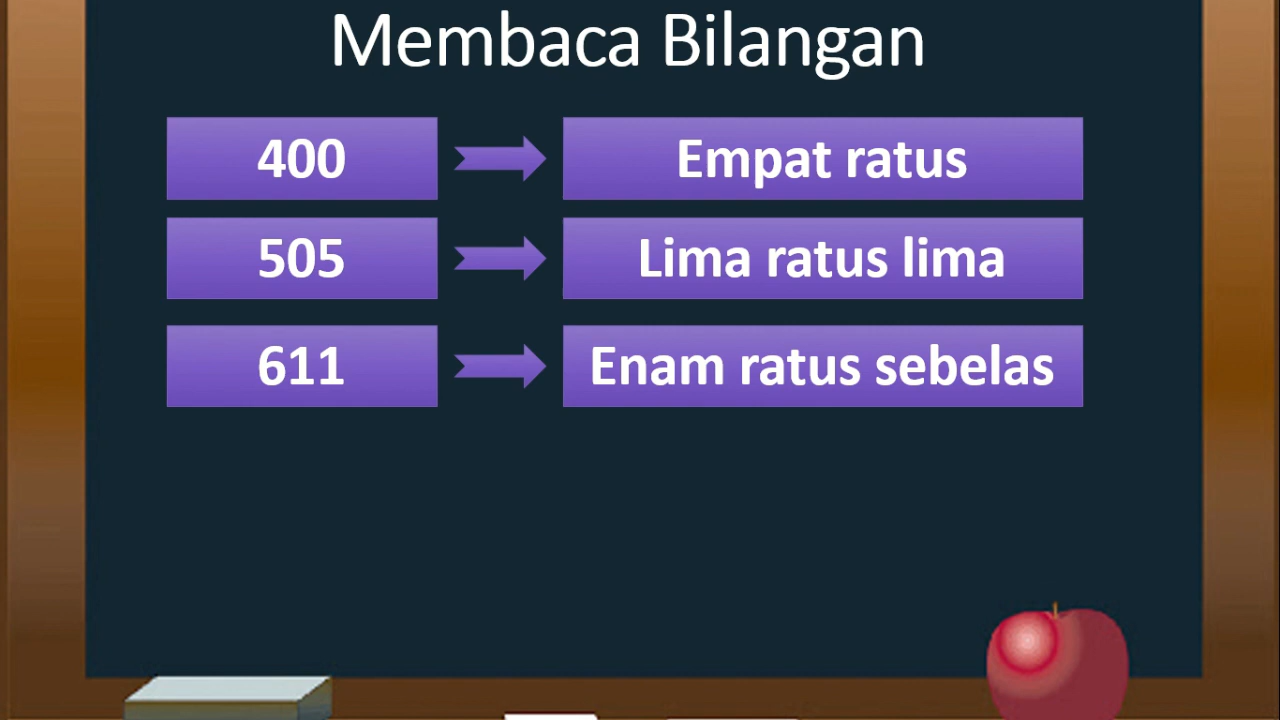 Membaca Bilangan
400 Empat ratus
505 Lima ratus lima
611 Enam ratus sebelas